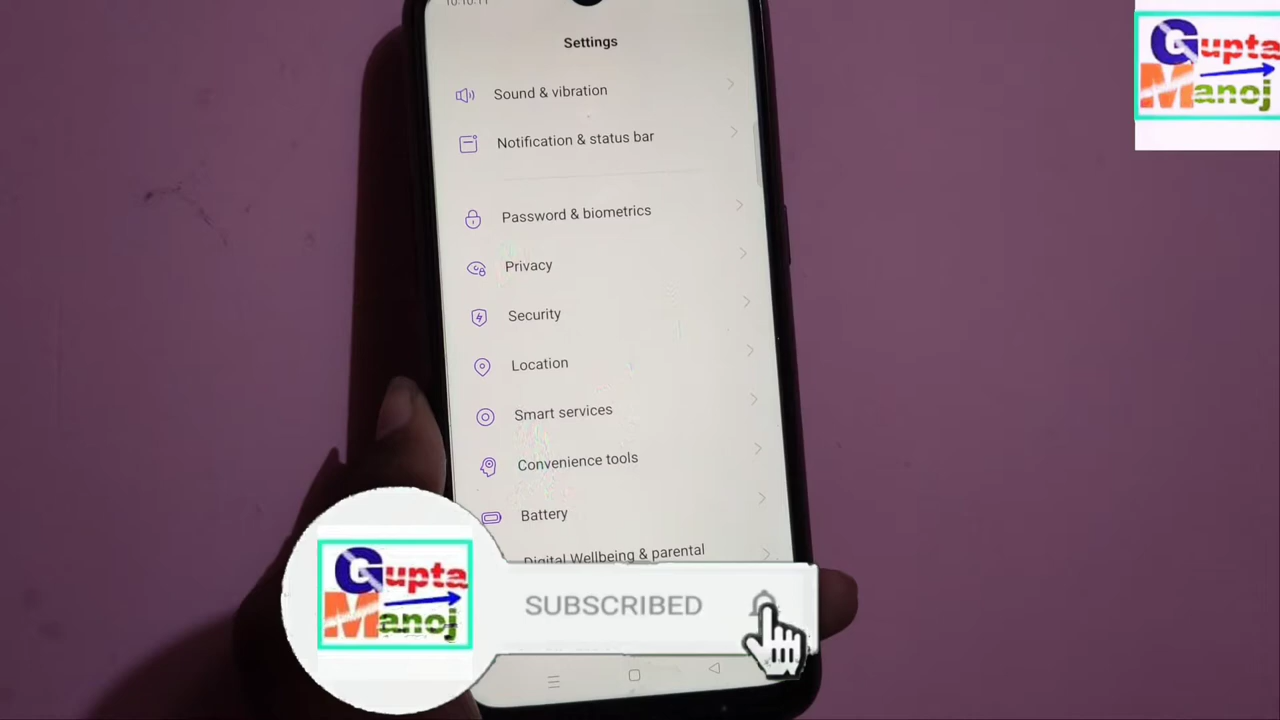 Settings
Sound & vibration
Notification & status bar
Password & biometrics
Privacy
Security
Location
Smart services
Convenience tools
Battery
Digital Wellbeing & parental
Gupta
Manoj
SUBSCRIBED
Gupta
Manoj